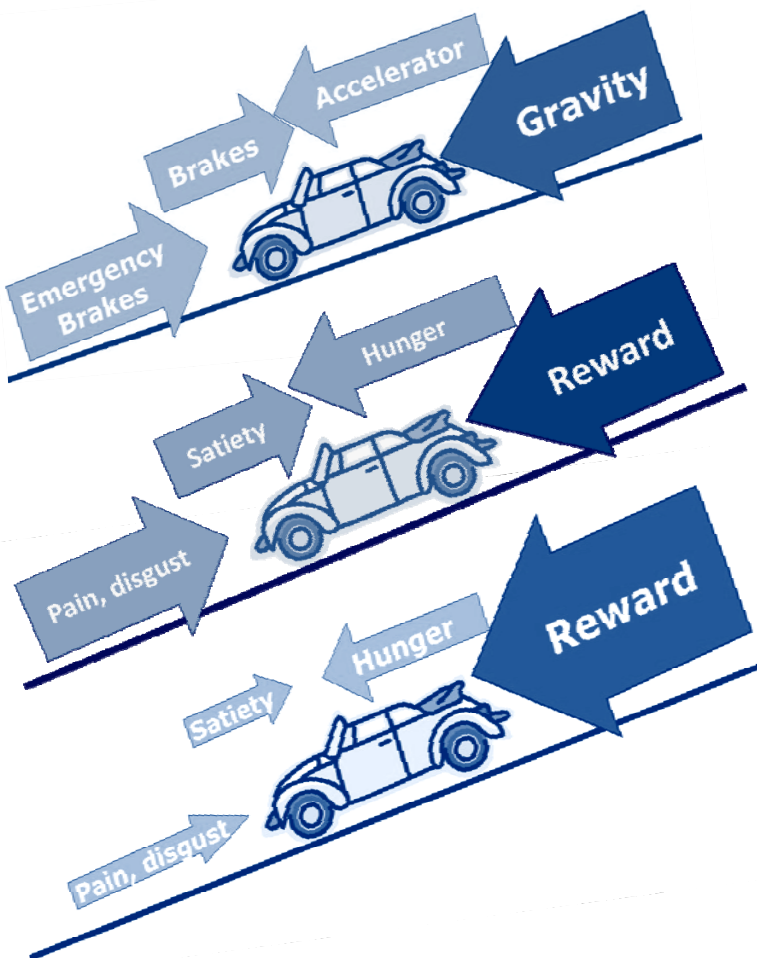 Accelerator
Gravity
Brakes
Emergency
Brakes
Hunger
Reward
Satiety
Pain, disgust
Reward
Hunger
Satiety
Pain, disgust